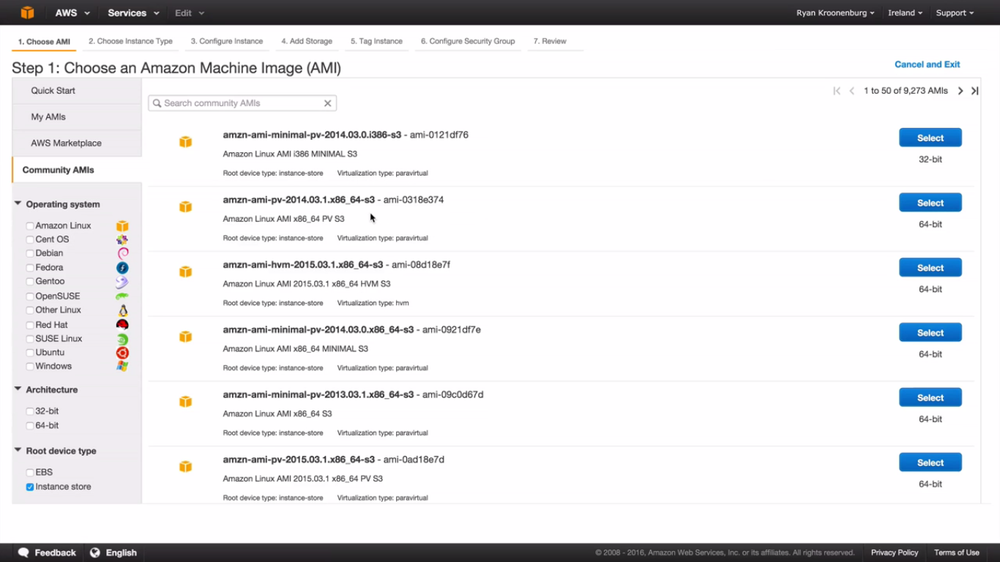 AWS Services Edit Ryan Kroonenburg Ireland Support
1. Choose AMI 2. Choose Instance Type 3. Configure Instance 4. Add Storage 5. Tag Instance 6. Configure Security Group 7. Review
Step 1: Choose an Amazon Machine Image (AMI)
Cancel and Exit
Quick Start
My AMIs
AWS Marketplace
Community AMIs
Operating system
Amazon Linux
Cent OS
Debian
Fedora
Gentoo
OpenSUSE
Other Linux
Red Hat
SUSE Linux
Ubuntu
Windows
Architecture
32-bit
64-bit
Root device type
EBS
Instance store
Search community AMIs
1 to 50 of 9,273 AMIs
amzn-ami-minimal-pv-2014.03.0.i386-s3 - ami-0121df76
Amazon Linux AMI i386 MINIMAL S3
Root device type: instance-store Virtualization type: paravirtual
Select
32-bit
amzn-ami-pv-2014.03.1.x86_64-s3 - ami-0318e374
Amazon Linux AMI x86_64 PV S3
Root device type: instance-store Virtualization type: paravirtual
Select
64-bit
amzn-ami-hvm-2015.03.1.x86_64-s3 - ami-08d18e7f
Amazon Linux AMI 2015.03.1 x86_64 HVM S3
Root device type: instance-store Virtualization type: hvm
Select
64-bit
amzn-ami-minimal-pv-2014.03.0.x86_64-s3 - ami-0921df7e
Amazon Linux AMI x86_64 MINIMAL S3
Root device type: instance-store Virtualization type: paravirtual
Select
64-bit
amzn-ami-minimal-pv-2013.03.1.x86_64-s3 - ami-09c0d67d
Amazon Linux AMI x86_64 S3
Root device type: instance-store Virtualization type: paravirtual
Select
64-bit
amzn-ami-pv-2015.03.1.x86_64-s3 - ami-0ad18e7d
Amazon Linux AMI 2015.03.1 x86_64 PV S3
Root device type: instance-store Virtualization type: paravirtual
Select
64-bit
Feedback English © 2008 - 2016, Amazon Web Services, Inc. or its affiliates. All rights reserved. Privacy Policy Terms of Use